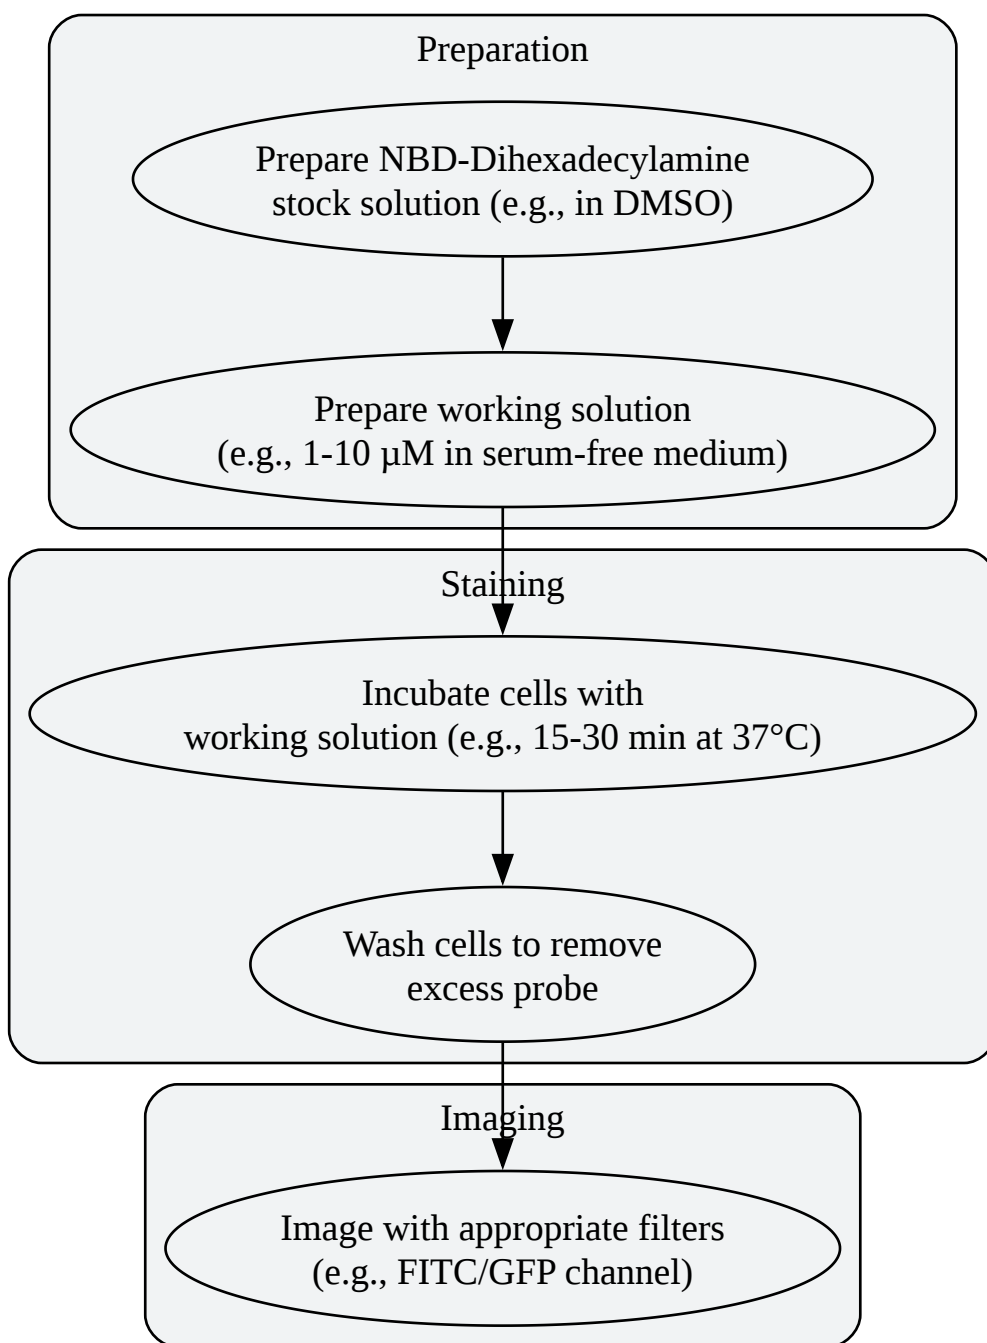 Preparation
Prepare NBD-Dihexadecylamine
stock solution (e.g., in DMSO)
Prepare working solution
(e.g., 1-10 µM in serum-free medium)
Staining
Incubate cells with
working solution (e.g., 15-30 min at 37°C)
Wash cells to remove
excess probe
Imaging
Image with appropriate filters
(e.g., FITC/GFP channel)